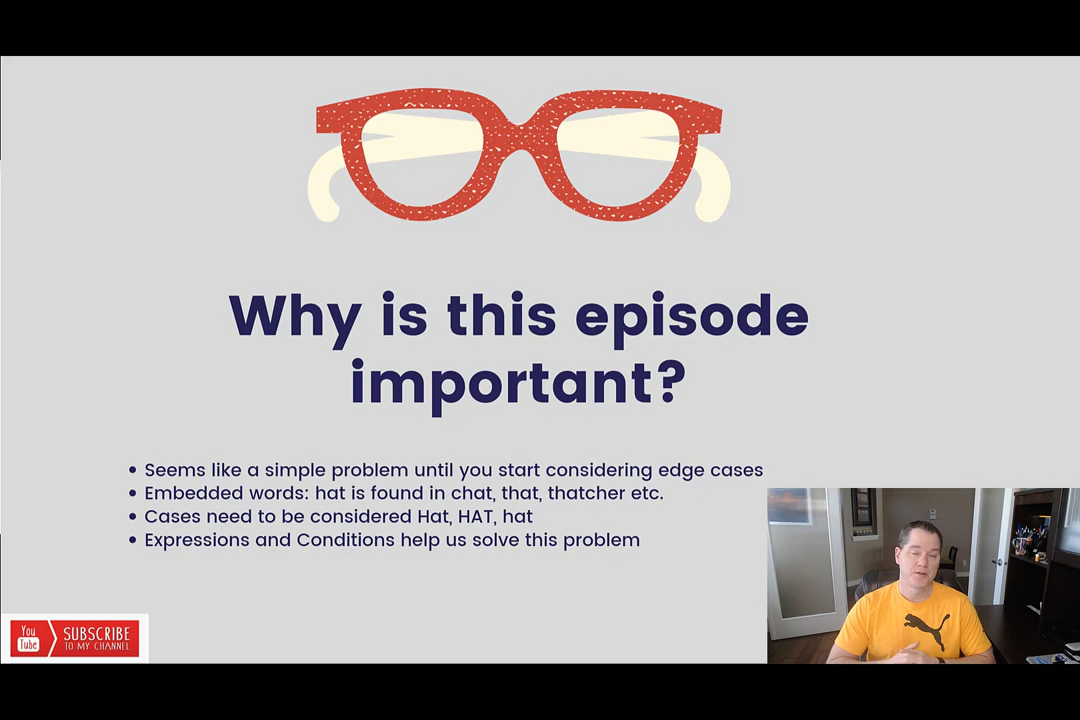 Why is this episode
important?
Seems like a simple problem until you start considering edge cases
Embedded words: hat is found in chat, that, thatcher etc.
Cases need to be considered Hat, HAT, hat
Expressions and Conditions help us solve this problem
You
Tube
SUBSCRIBE
TO MY CHANNEL